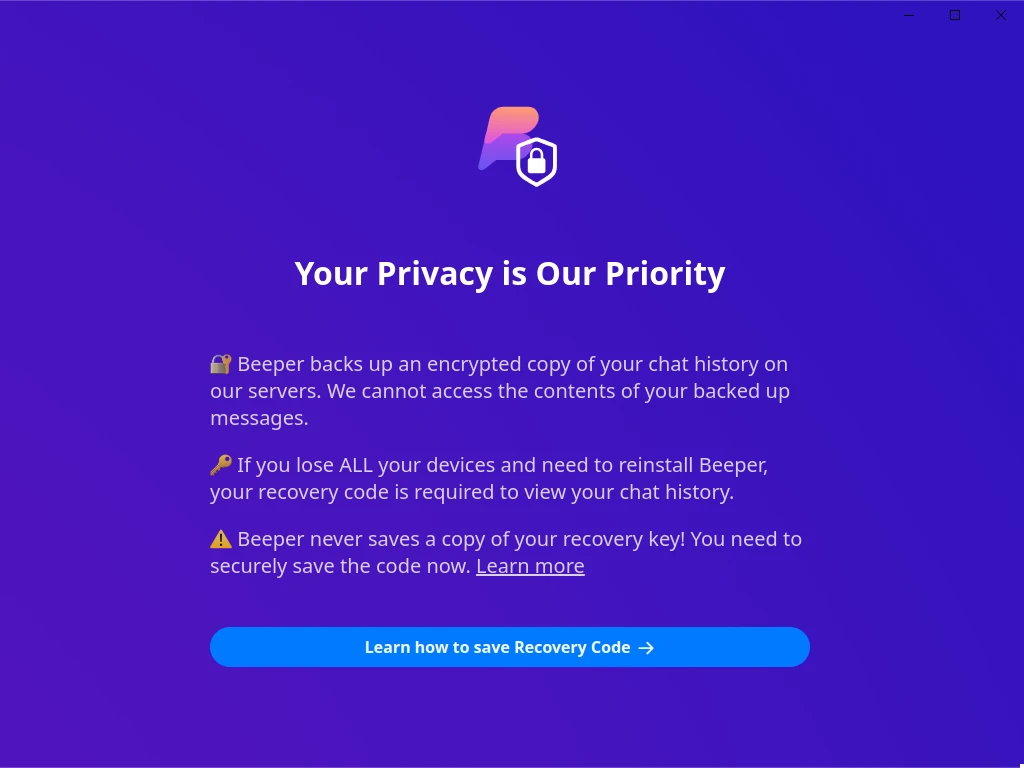 Your Privacy is Our Priority
🔐 Beeper backs up an encrypted copy of your chat history on
our servers. We cannot access the contents of your backed up
messages.
🔑 If you lose ALL your devices and need to reinstall Beeper,
your recovery code is required to view your chat history.
⚠️ Beeper never saves a copy of your recovery key! You need to
securely save the code now. Learn more
Learn how to save Recovery Code →